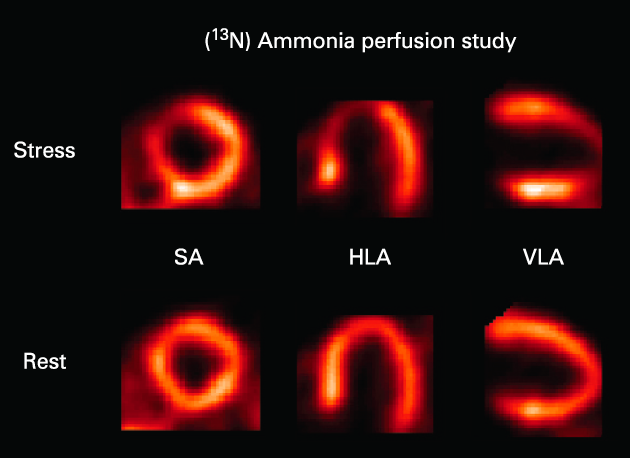 (¹³N) Ammonia perfusion study
Stress
SA HLA VLA
Rest